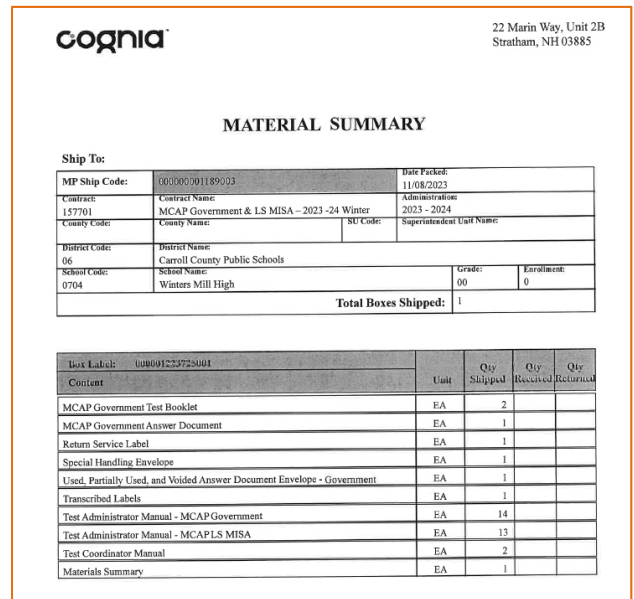 cognia
22 Marin Way, Unit 2B
Stratham, NH 03885
MATERIAL SUMMARY
Ship To:
MP Ship Code: 000000001189003 Date Packed: 11/08/2023
Contract: 157701 Contract Name: MCAP Government & LS MISA – 2023 -24 Winter Administration: 2023 - 2024
County Code: County Name: SU Code: Superintendent Unit Name:
District Code: 06 District Name: Carroll County Public Schools
School Code: 0704 School Name: Winters Mill High Grade: 00 Enrollment: 0
Total Boxes Shipped: 1
Box Label: 000001233725001
Content Unit Qty Shipped Qty Received Qty Returned
MCAP Government Test Booklet EA 2
MCAP Government Answer Document EA 1
Return Service Label EA 1
Special Handling Envelope EA 1
Used, Partially Used, and Voided Answer Document Envelope - Government EA 1
Transcribed Labels EA 1
Test Administrator Manual - MCAP Government EA 14
Test Administrator Manual - MCAP LS MISA EA 13
Test Coordinator Manual EA 2
Materials Summary EA 1